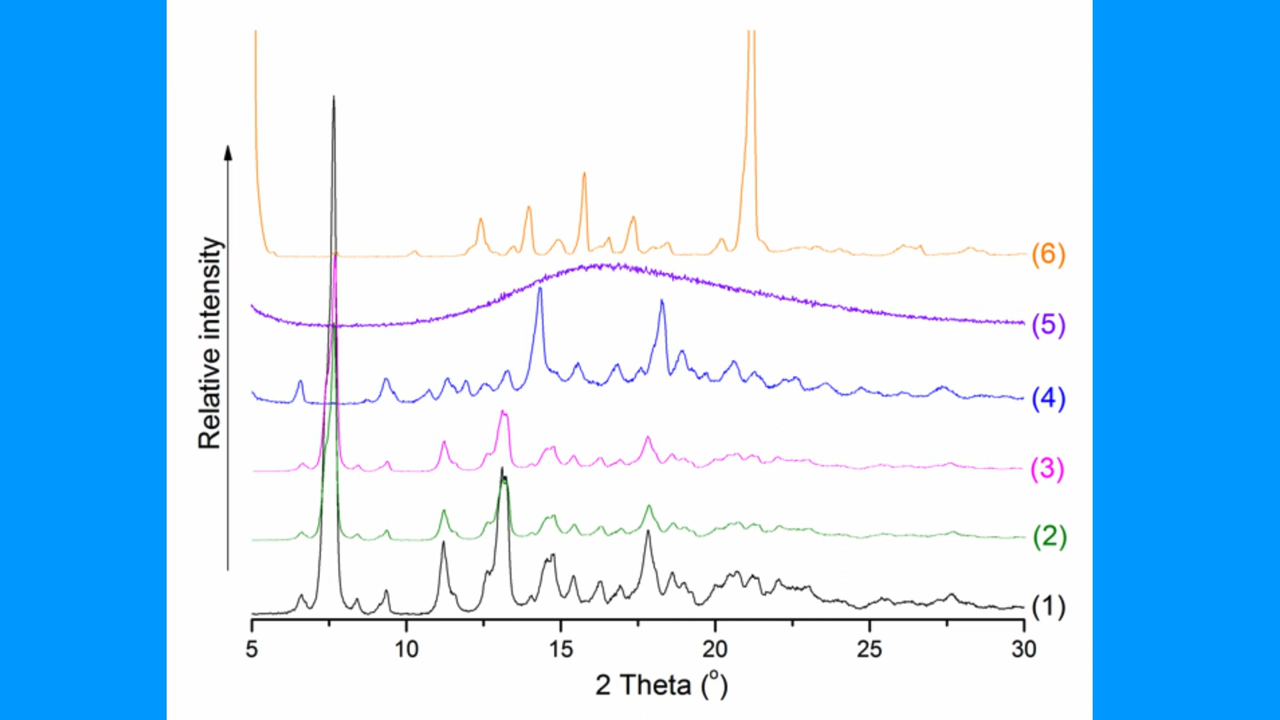 Relative intensity
(6)
(5)
(4)
(3)
(2)
(1)
5 10 15 20 25 30
2 Theta (°)